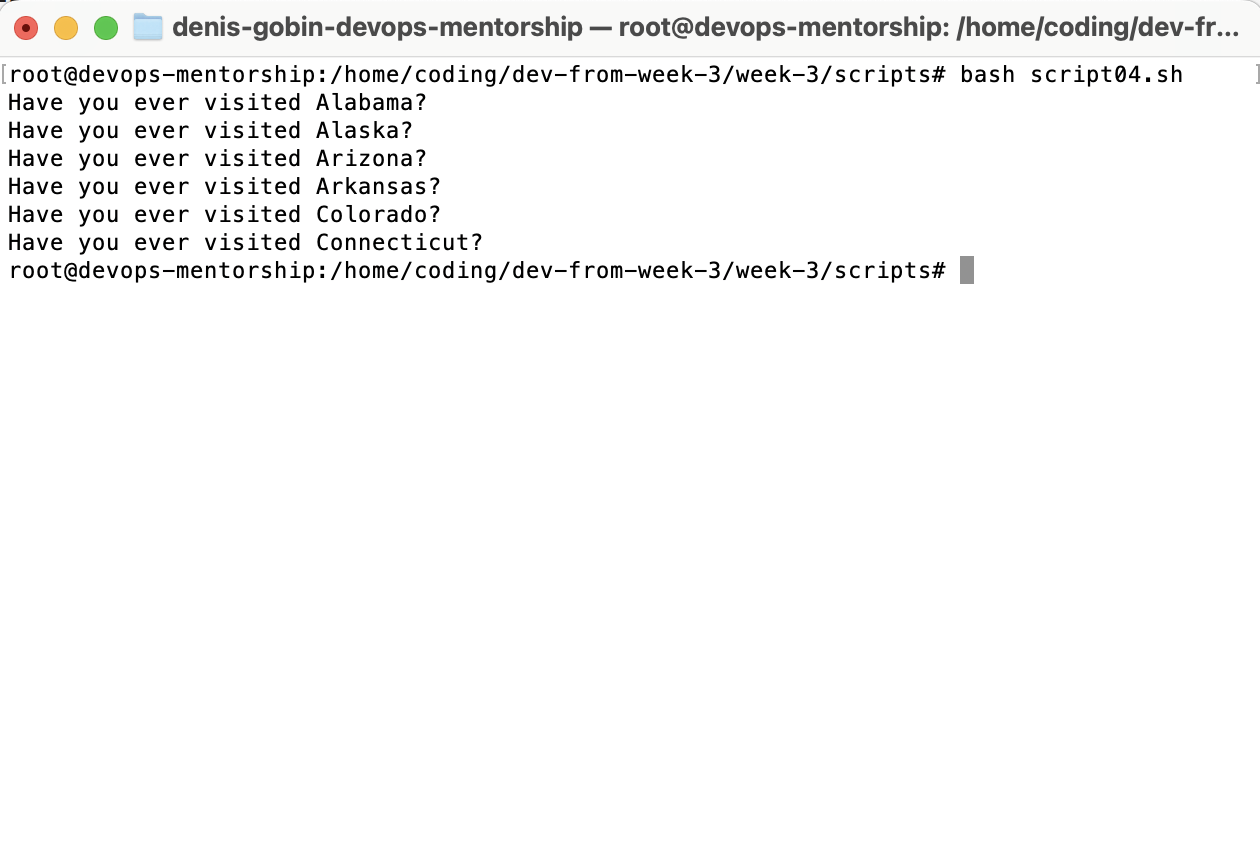 denis-gobin-devops-mentorship — root@devops-mentorship: /home/coding/dev-fr...
[root@devops-mentorship:/home/coding/dev-from-week-3/week-3/scripts# bash script04.sh ]
Have you ever visited Alabama?
Have you ever visited Alaska?
Have you ever visited Arizona?
Have you ever visited Arkansas?
Have you ever visited Colorado?
Have you ever visited Connecticut?
root@devops-mentorship:/home/coding/dev-from-week-3/week-3/scripts#